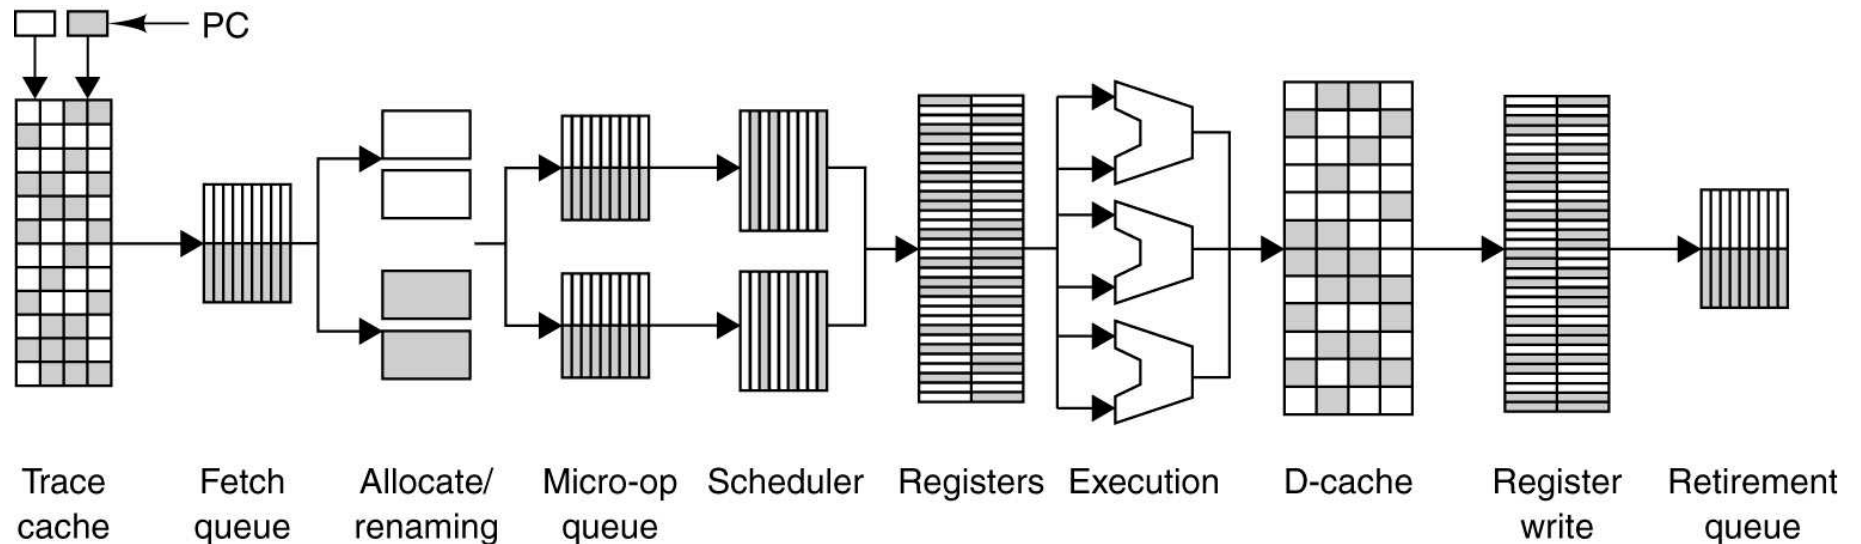 PC
Trace
cache
Fetch
queue
Allocate/
renaming
Micro-op
queue
Scheduler
Registers
Execution
D-cache
Register
write
Retirement
queue